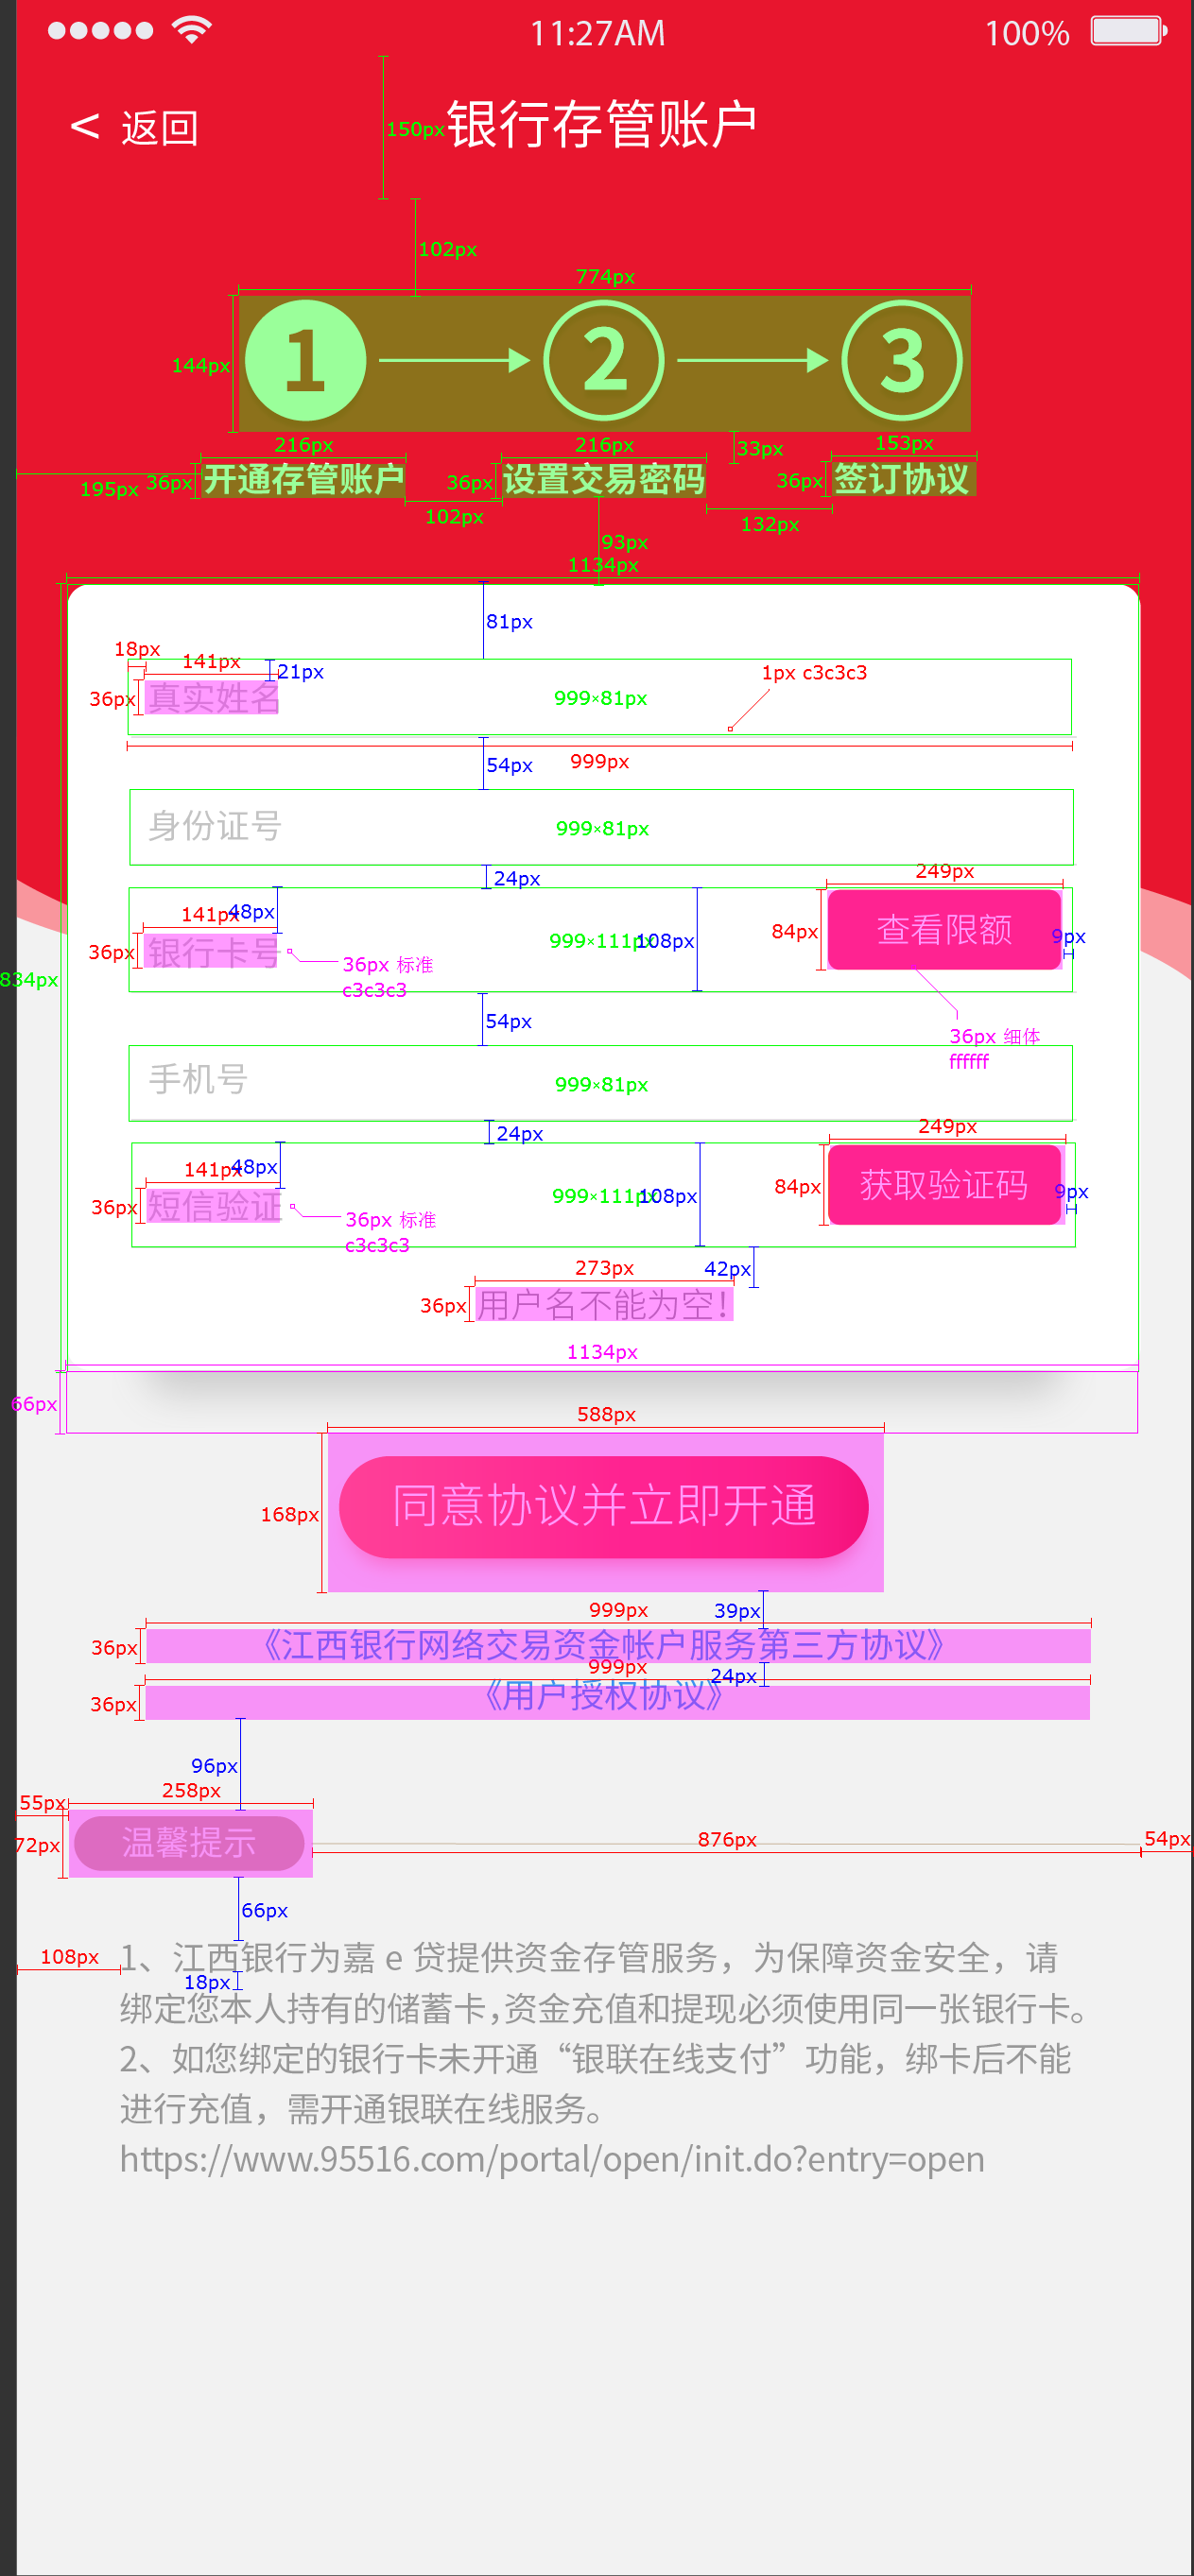 11:27AM 100%
< 返回 银行存管账户
150px
102px
774px
144px
1 2 3
216px 216px 33px 153px
195px 36px 开通存管账户 36px 设置交易密码 36px 签订协议
102px 132px
93px
1134px
81px
18px 141px 21px 1px c3c3c3
36px 真实姓名 999×81px
54px 999px
身份证号 999×81px
24px 249px
141px 48px 84px 查看限额 9px
36px 银行卡号 999×111px 108px
36px 标准
c3c3c3
834px
54px 36px 细体
ffffff
手机号 999×81px
24px 249px
141px 48px 84px 获取验证码 9px
36px 短信验证 999×111px 108px
36px 标准
c3c3c3
273px 42px
36px 用户名不能为空！
1134px
66px
588px
168px 同意协议并立即开通
999px 39px
36px 《江西银行网络交易资金帐户服务第三方协议》
999px 24px
36px 《用户授权协议》
96px
55px 258px
72px 温馨提示 876px 54px
66px
108px 1、江西银行为嘉 e 贷提供资金存管服务，为保障资金安全，请
18px
绑定您本人持有的储蓄卡,资金充值和提现必须使用同一张银行卡。
2、如您绑定的银行卡未开通“银联在线支付”功能，绑卡后不能
进行充值，需开通银联在线服务。
https://www.95516.com/portal/open/init.do?entry=open